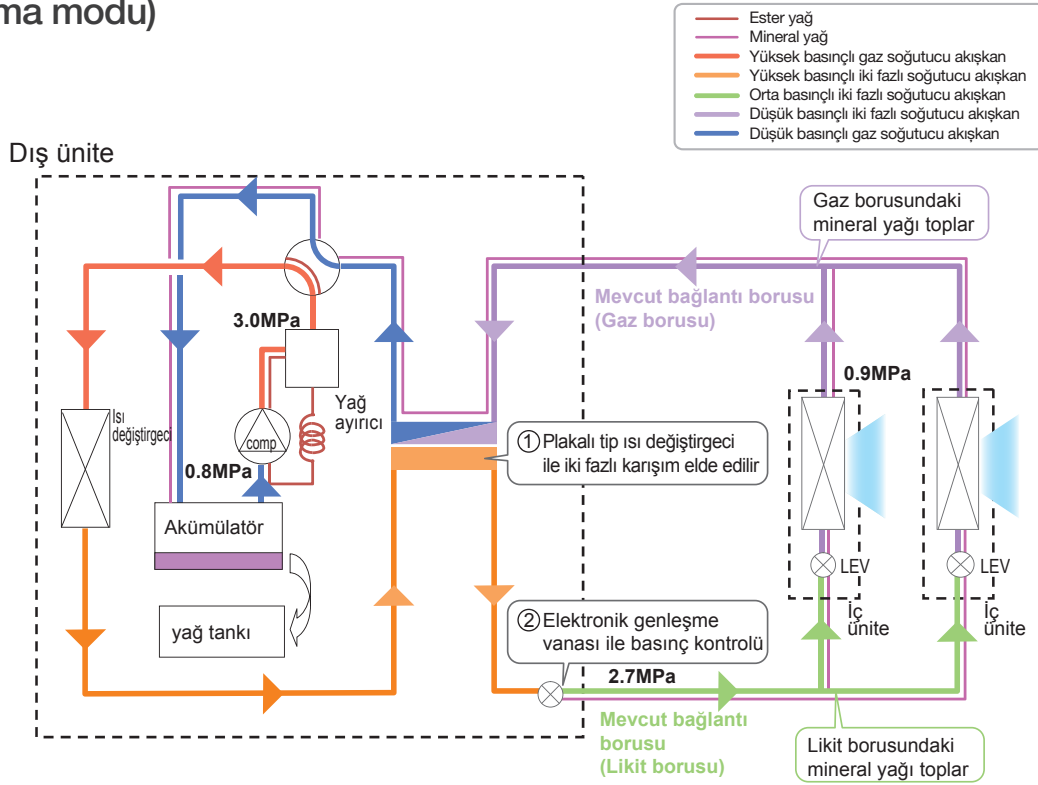 ma modu)
Ester yağ
Mineral yağ
Yüksek basınçlı gaz soğutucu akışkan
Yüksek basınçlı iki fazlı soğutucu akışkan
Orta basınçlı iki fazlı soğutucu akışkan
Düşük basınçlı iki fazlı soğutucu akışkan
Düşük basınçlı gaz soğutucu akışkan
Dış ünite
Gaz borusundaki
mineral yağı toplar
Mevcut bağlantı borusu
(Gaz borusu)
3.0MPa
0.9MPa
Isı
değiştirgeci
Yağ
ayırıcı
comp
0.8MPa
① Plakalı tip ısı değiştirgeci
ile iki fazlı karışım elde edilir
Akümülatör
LEV
LEV
yağ tankı
İç
ünite
İç
ünite
② Elektronik genleşme
vanası ile basınç kontrolü
2.7MPa
Mevcut bağlantı
borusu
(Likit borusu)
Likit borusundaki
mineral yağı toplar